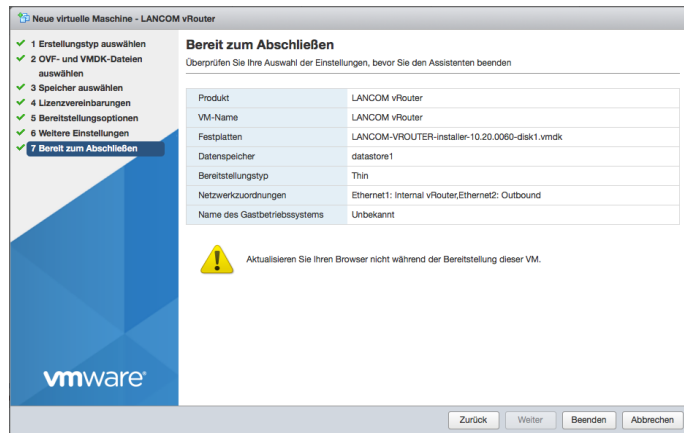 Neue virtuelle Maschine - LANCOM vRouter
1 Erstellungstyp auswählen
2 OVF- und VMDK-Dateien
auswählen
3 Speicher auswählen
4 Lizenzvereinbarungen
5 Bereitstellungsoptionen
6 Weitere Einstellungen
7 Bereit zum Abschließen
Bereit zum Abschließen
Überprüfen Sie Ihre Auswahl der Einstellungen, bevor Sie den Assistenten beenden
Produkt LANCOM vRouter
VM-Name LANCOM vRouter
Festplatten LANCOM-VROUTER-installer-10.20.0060-disk1.vmdk
Datenspeicher datastore1
Bereitstellungstyp Thin
Netzwerkzuordnungen Ethernet1: Internal vRouter,Ethernet2: Outbound
Name des Gastbetriebssystems Unbekannt
Aktualisieren Sie Ihren Browser nicht während der Bereitstellung dieser VM.
vmware®
Zurück Weiter Beenden Abbrechen